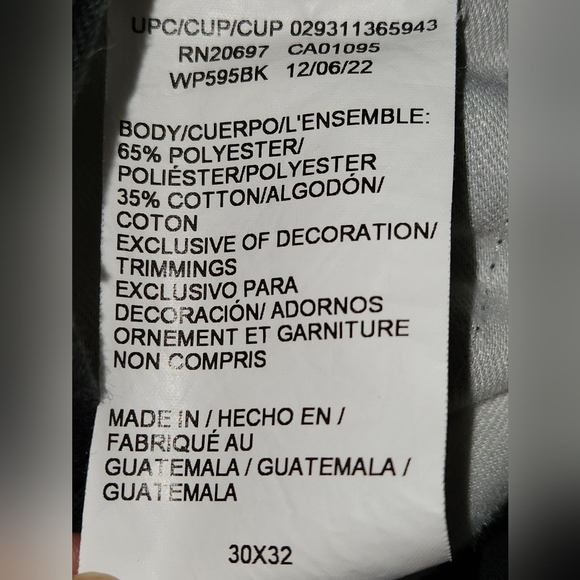 UPC/CUP/CUP 029311365943
RN20697 CA01095
WP595BK 12/06/22
BODY/CUERPO/L'ENSEMBLE:
65% POLYESTER/
POLIÉSTER/POLYESTER
35% COTTON/ALGODÓN/
COTON
EXCLUSIVE OF DECORATION/
TRIMMINGS
EXCLUSIVO PARA
DECORACIÓN/ ADORNOS
ORNEMENT ET GARNITURE
NON COMPRIS
MADE IN / HECHO EN /
FABRIQUÉ AU
GUATEMALA / GUATEMALA /
GUATEMALA
30X32